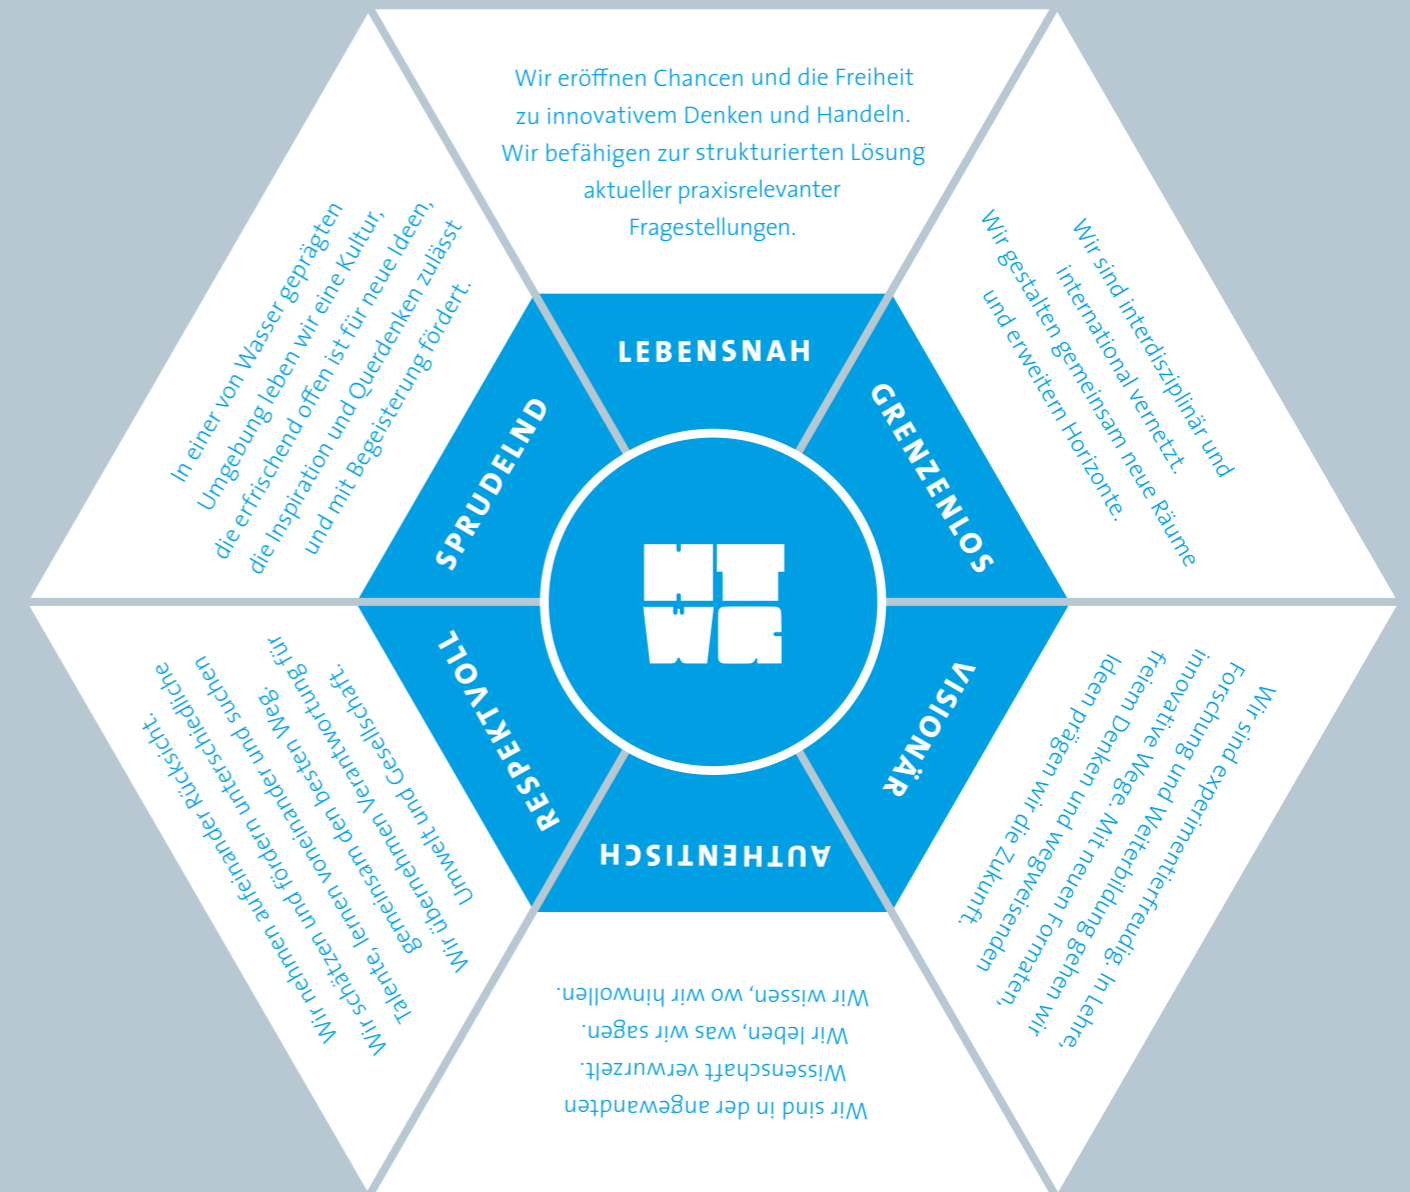 Wir eröffnen Chancen und die Freiheit
zu innovativem Denken und Handeln.
Wir befähigen zur strukturierten Lösung
aktueller praxisrelevanter
Fragestellungen.
LEBENSNAH
Wir sind interdisziplinär und
international vernetzt.
Wir gestalten gemeinsam neue Räume
und erweitern Horizonte.
GRENZENLOS
Wir sind experimentierfreudig. In Lehre,
Forschung und Weiterbildung gehen wir
innovative Wege. Mit neuen Formaten,
freiem Denken und wegweisenden
Ideen prägen wir die Zukunft.
VISIONÄR
Wir sind in der angewandten
Wissenschaft verwurzelt.
Wir leben, was wir sagen.
Wir wissen, wo wir hinwollen.
AUTHENTISCH
Wir nehmen aufeinander Rücksicht.
Wir schätzen und fördern unterschiedliche
Talente, lernen voneinander und suchen
gemeinsam den besten Weg.
Wir übernehmen Verantwortung für
Umwelt und Gesellschaft.
RESPEKTVOLL
In einer von Wasser geprägten
Umgebung leben wir eine Kultur,
die erfrischend offen ist für neue Ideen,
die Inspiration und Querdenken zulässt
und mit Begeisterung fördert.
SPRUDELND
HT
WG